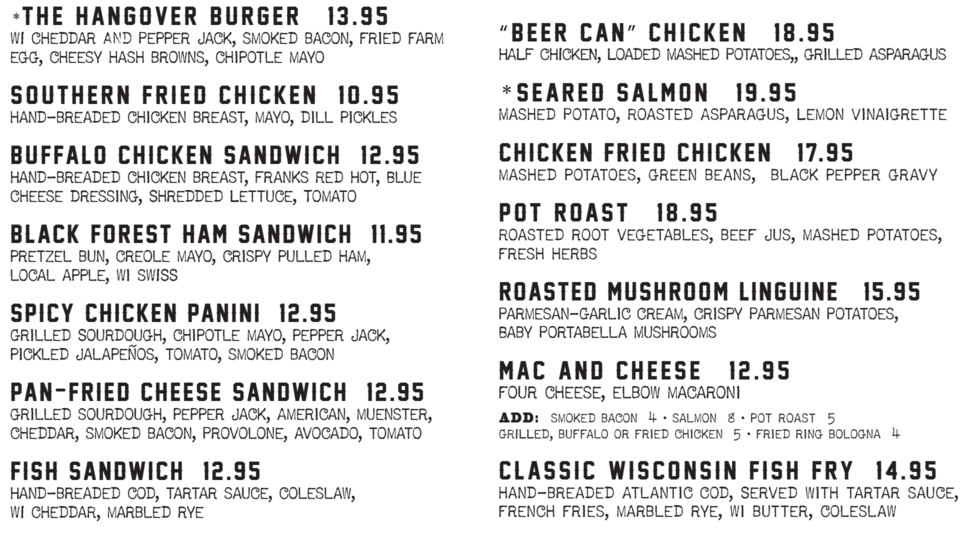 *THE HANGOVER BURGER 13.95
WI CHEDDAR AND PEPPER JACK, SMOKED BACON, FRIED FARM
EGG, CHEESY HASH BROWNS, CHIPOTLE MAYO
SOUTHERN FRIED CHICKEN 10.95
HAND-BREADED CHICKEN BREAST, MAYO, DILL PICKLES
BUFFALO CHICKEN SANDWICH 12.95
HAND-BREADED CHICKEN BREAST, FRANKS RED HOT, BLUE
CHEESE DRESSING, SHREDDED LETTUCE, TOMATO
BLACK FOREST HAM SANDWICH 11.95
PRETZEL BUN, CREOLE MAYO, CRISPY PULLED HAM,
LOCAL APPLE, WI SWISS
SPICY CHICKEN PANINI 12.95
GRILLED SOURDOUGH, CHIPOTLE MAYO, PEPPER JACK,
PICKLED JALAPEÑOS, TOMATO, SMOKED BACON
PAN-FRIED CHEESE SANDWICH 12.95
GRILLED SOURDOUGH, PEPPER JACK, AMERICAN, MUENSTER,
CHEDDAR, SMOKED BACON, PROVOLONE, AVOCADO, TOMATO
FISH SANDWICH 12.95
HAND-BREADED COD, TARTAR SAUCE, COLESLAW,
WI CHEDDAR, MARBLED RYE
"BEER CAN" CHICKEN 18.95
HALF CHICKEN, LOADED MASHED POTATOES,, GRILLED ASPARAGUS
*SEARED SALMON 19.95
MASHED POTATO, ROASTED ASPARAGUS, LEMON VINAIGRETTE
CHICKEN FRIED CHICKEN 17.95
MASHED POTATOES, GREEN BEANS, BLACK PEPPER GRAVY
POT ROAST 18.95
ROASTED ROOT VEGETABLES, BEEF JUS, MASHED POTATOES,
FRESH HERBS
ROASTED MUSHROOM LINGUINE 15.95
PARMESAN-GARLIC CREAM, CRISPY PARMESAN POTATOES,
BABY PORTABELLA MUSHROOMS
MAC AND CHEESE 12.95
FOUR CHEESE, ELBOW MACARONI
ADD: SMOKED BACON 4 • SALMON 8 • POT ROAST 5
GRILLED, BUFFALO OR FRIED CHICKEN 5 • FRIED RING BOLOGNA 4
CLASSIC WISCONSIN FISH FRY 14.95
HAND-BREADED ATLANTIC COD, SERVED WITH TARTAR SAUCE,
FRENCH FRIES, MARBLED RYE, WI BUTTER, COLESLAW